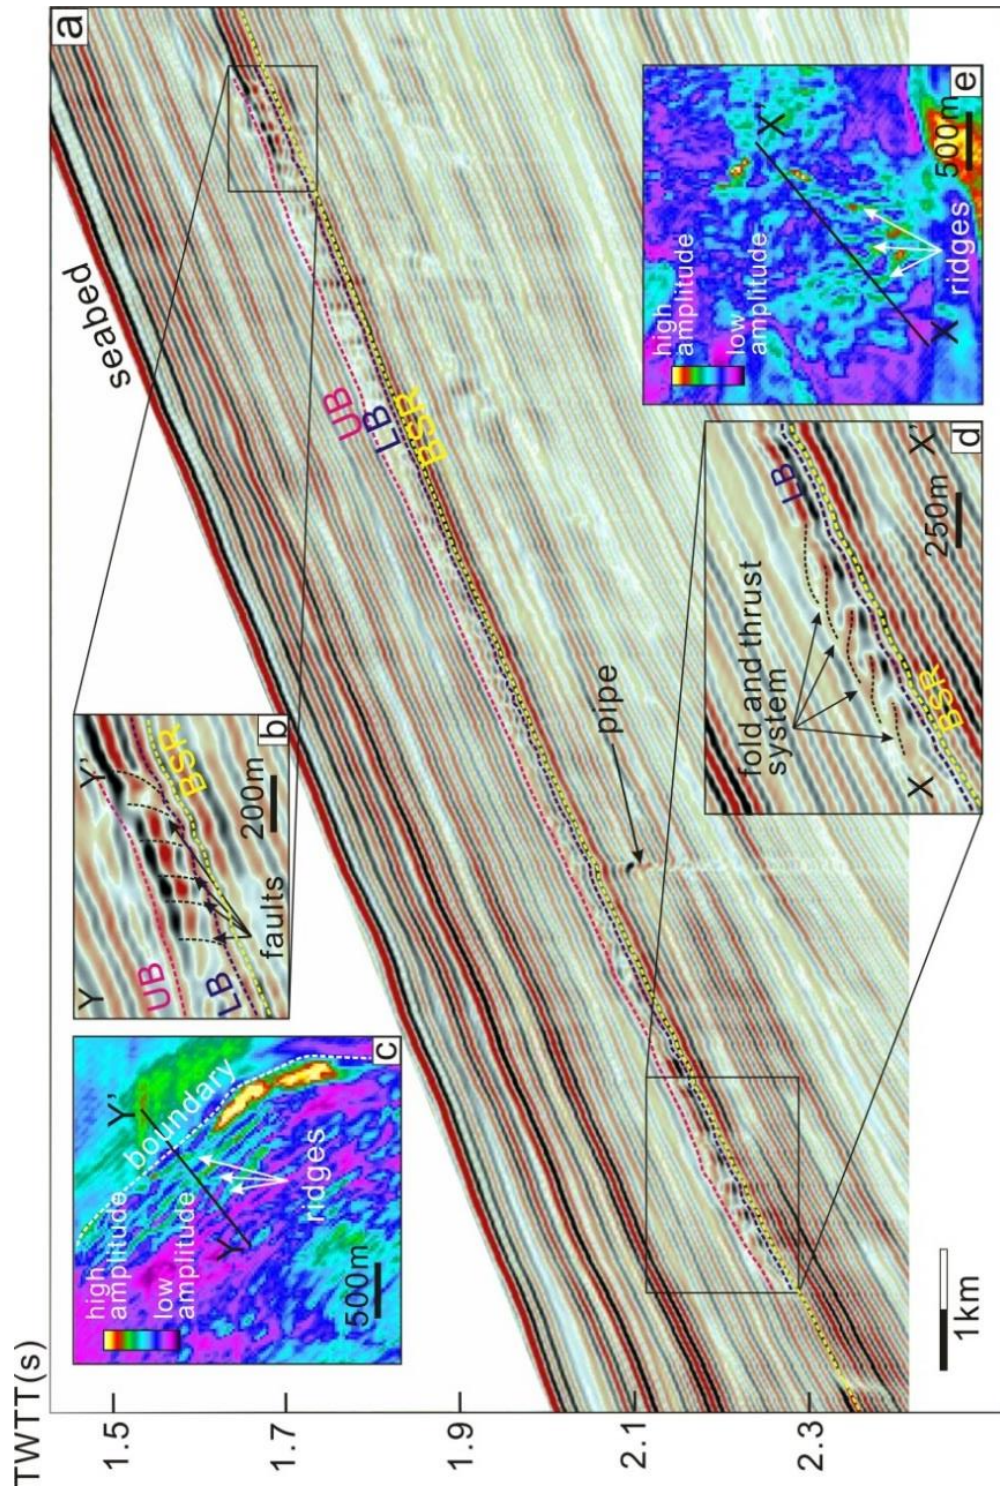 TWTT(s)
1.5
1.7
1.9
2.1
2.3
a
seabed
UB
LB
BSR
pipe
1km
b
Y
Y'
UB
LB
BSR
faults
200m
c
high
amplitude
low
amplitude
boundary
Y'
Y
ridges
500m
d
fold and thrust
system
LB
BSR
X
X'
250m
e
high
amplitude
low
amplitude
X'
X
ridges
500m